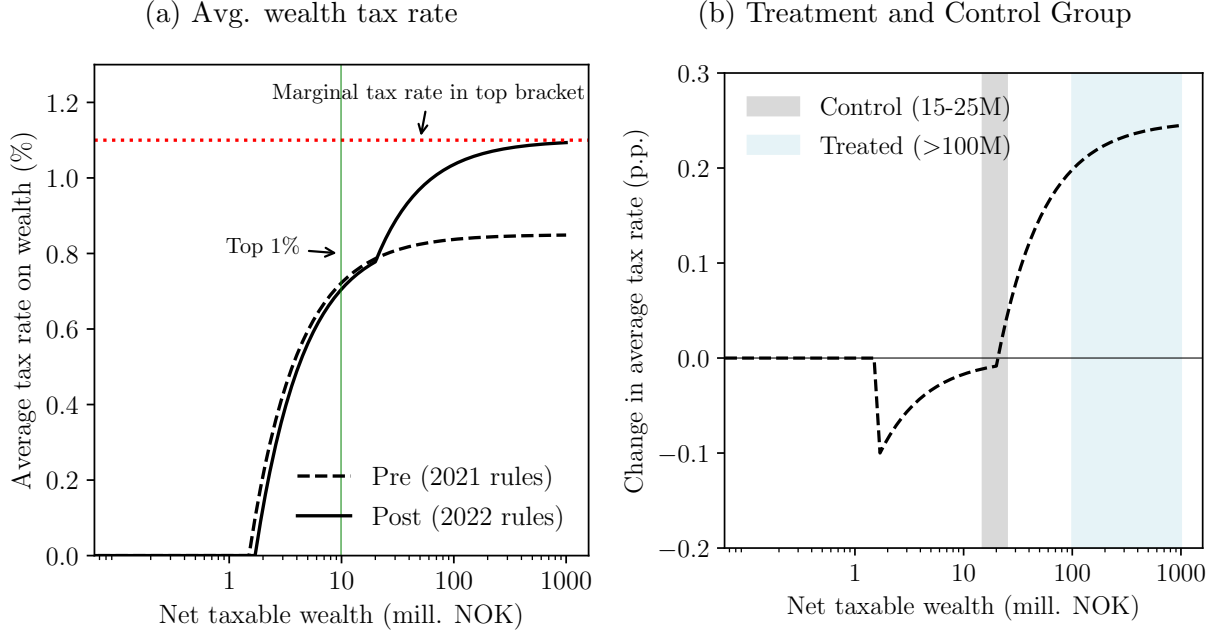 (a) Avg. wealth tax rate
Average tax rate on wealth (%)
1.2
1.0
0.8
0.6
0.4
0.2
0.0
Marginal tax rate in top bracket
Top 1%
Pre (2021 rules)
Post (2022 rules)
1
10
100
1000
Net taxable wealth (mill. NOK)
(b) Treatment and Control Group
Change in average tax rate (p.p.)
0.3
0.2
0.1
0.0
−0.1
−0.2
Control (15-25M)
Treated (>100M)
1
10
100
1000
Net taxable wealth (mill. NOK)